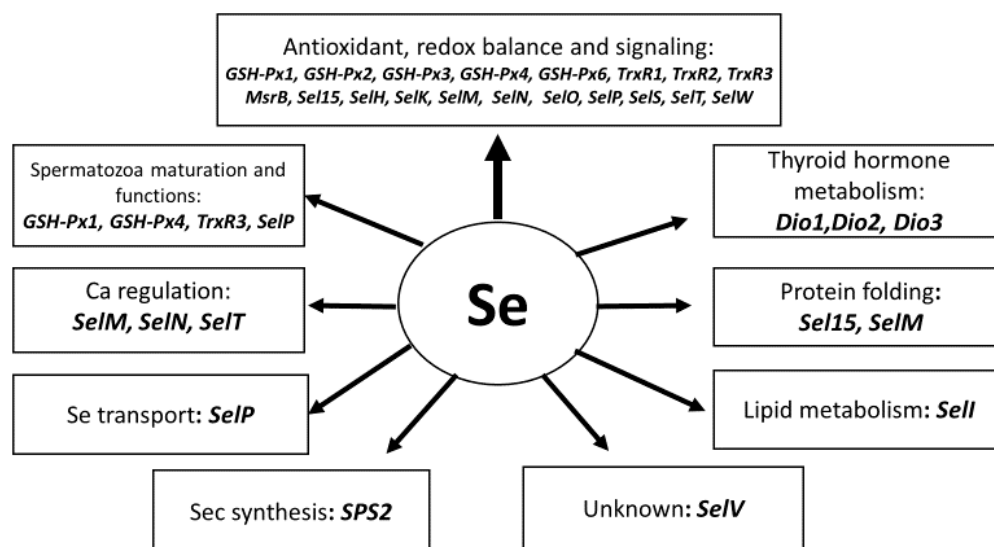 Antioxidant, redox balance and signaling:
GSH-Px1, GSH-Px2, GSH-Px3, GSH-Px4, GSH-Px6, TrxR1, TrxR2, TrxR3
MsrB, Sel15, SelH, SelK, SelM, SelN, SelO, SelP, SelS, SelT, SelW
Spermatozoa maturation and
functions:
GSH-Px1, GSH-Px4, TrxR3, SelP
Thyroid hormone
metabolism:
Dio1,Dio2, Dio3
Ca regulation:
SelM, SelN, SelT
Se
Protein folding:
Sel15, SelM
Se transport: SelP
Lipid metabolism: SelI
Sec synthesis: SPS2
Unknown: SelV